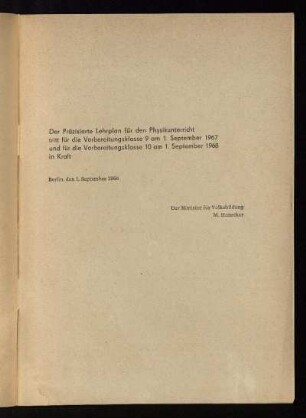 Der Präzisierte Lehrplan für den Physikunterricht
tritt für die Vorbereitungsklasse 9 am 1. September 1967
und für die Vorbereitungsklasse 10 am 1. September 1968
in Kraft
Berlin, den 1. September 1966
Der Minister für Volksbildung
M. Honecker